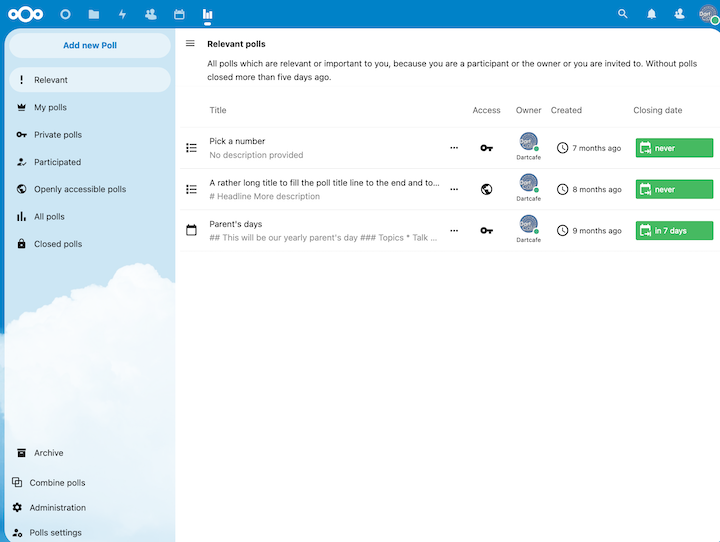 Add new Poll
Relevant
My polls
Private polls
Participated
Openly accessible polls
All polls
Closed polls
Archive
Combine polls
Administration
Polls settings
Relevant polls
All polls which are relevant or important to you, because you are a participant or the owner or you are invited to. Without polls
closed more than five days ago.
Title Access Owner Created Closing date
Pick a number
No description provided
Dartcafe
7 months ago
never
A rather long title to fill the poll title line to the end and to...
# Headline More description
Dartcafe
8 months ago
never
Parent's days
## This will be our yearly parent's day ### Topics * Talk ...
Dartcafe
9 months ago
in 7 days